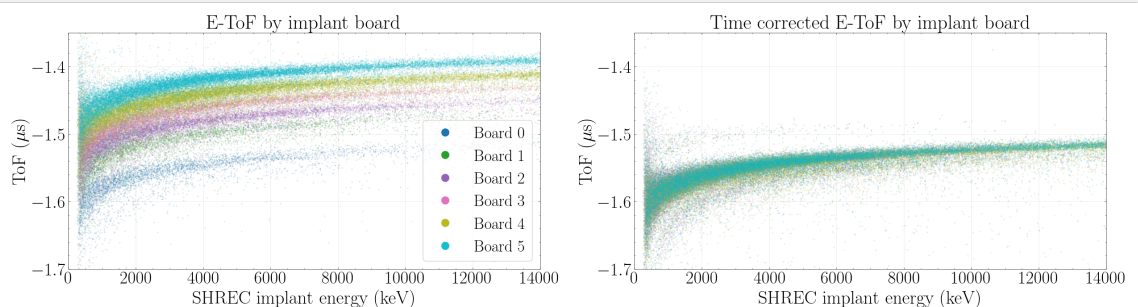 E-ToF by implant board
−1.4
−1.5
−1.6
−1.7
ToF (μs)
0
2000
4000
6000
8000
10000
12000
14000
SHREC implant energy (keV)
Board 0
Board 1
Board 2
Board 3
Board 4
Board 5
Time corrected E-ToF by implant board
−1.4
−1.5
−1.6
−1.7
ToF (μs)
0
2000
4000
6000
8000
10000
12000
14000
SHREC implant energy (keV)